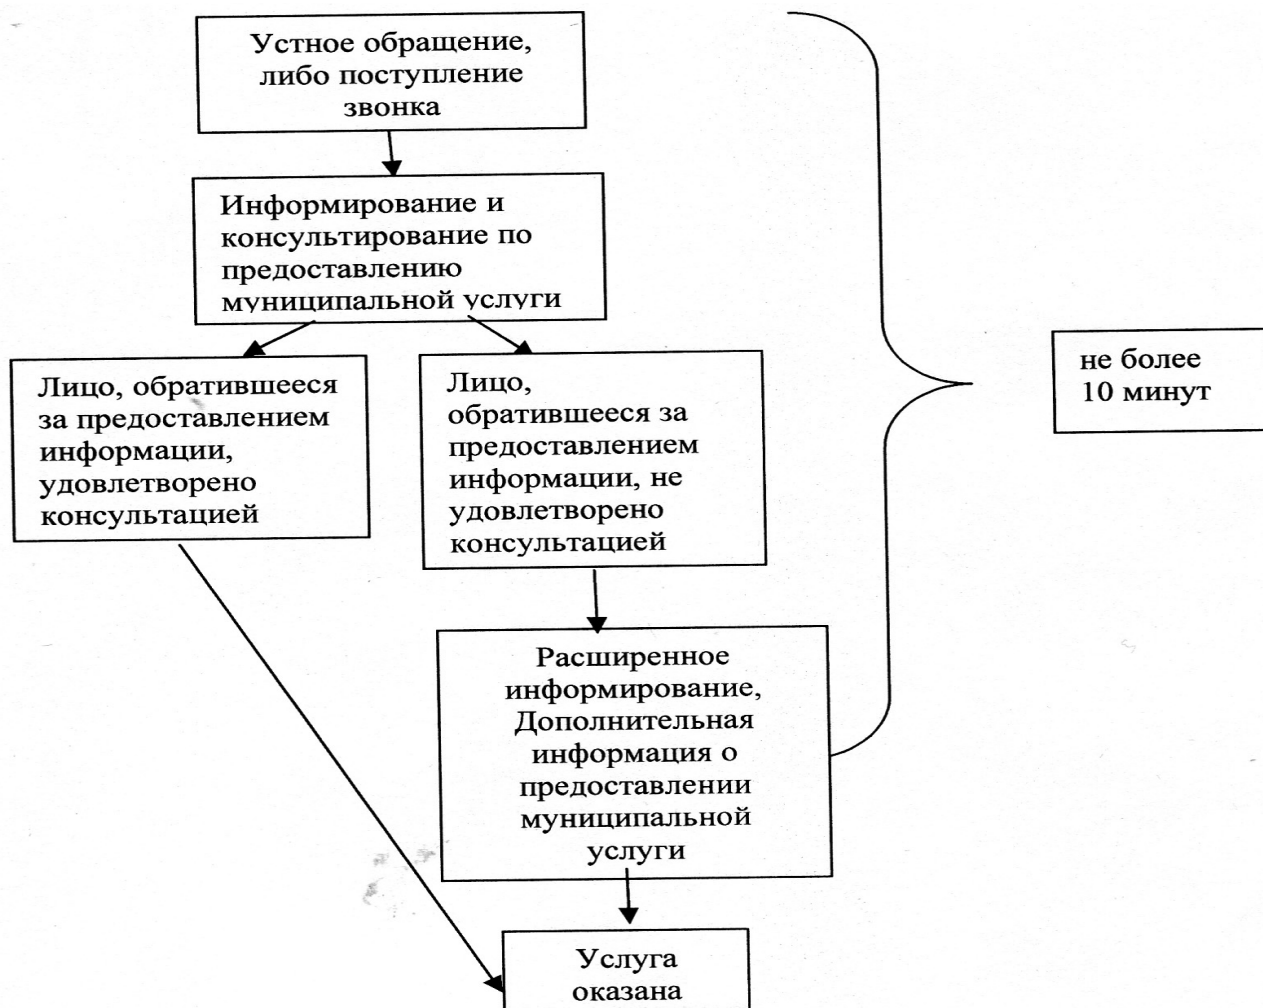 Устное обращение,
либо поступление
звонка
Информирование и
консультирование по
предоставлению
муниципальной услуги
Лицо, обратившееся
за предоставлением
информации,
удовлетворено
консультацией
Лицо,
обратившееся за
предоставлением
информации, не
удовлетворено
консультацией
не более
10 минут
Расширенное
информирование,
Дополнительная
информация о
предоставлении
муниципальной
услуги
Услуга
оказана